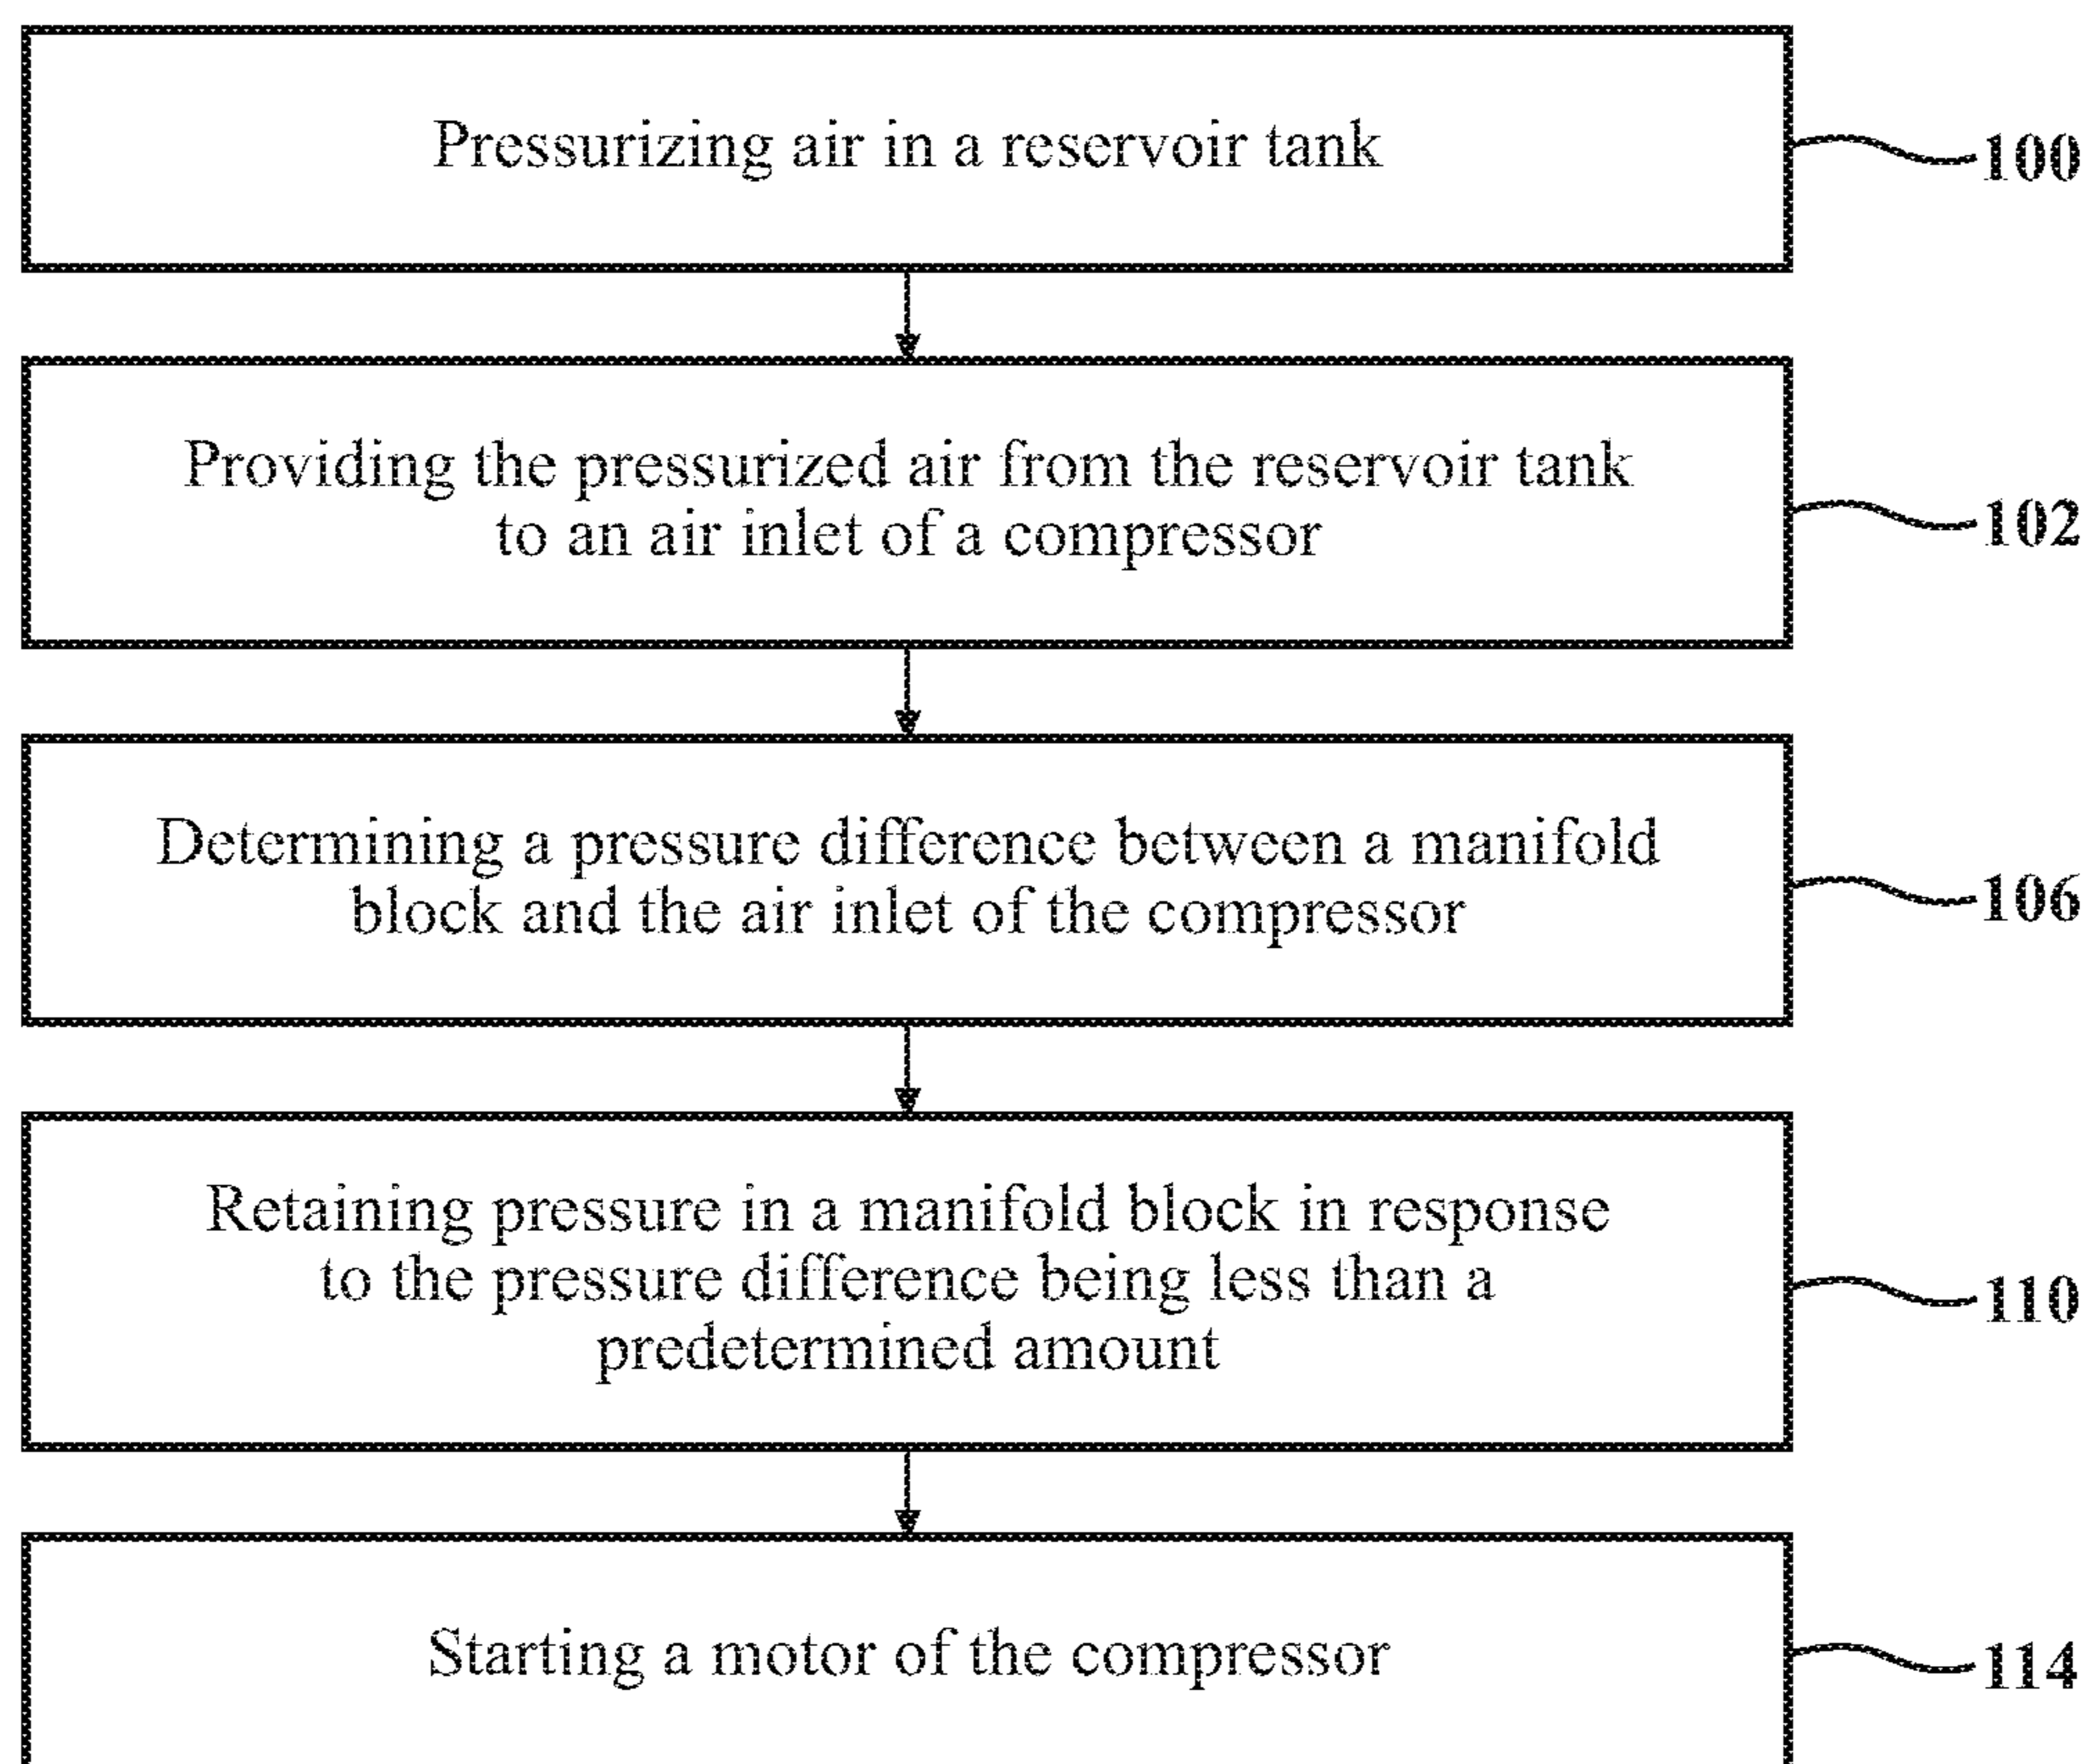 Pressurizing air in a reservoir tank
100
Providing the pressurized air from the reservoir tank
to an air inlet of a compressor
102
Determining a pressure difference between a manifold
block and the air inlet of the compressor
106
Retaining pressure in a manifold block in response
to the pressure difference being less than a
predetermined amount
110
Starting a motor of the compressor
114